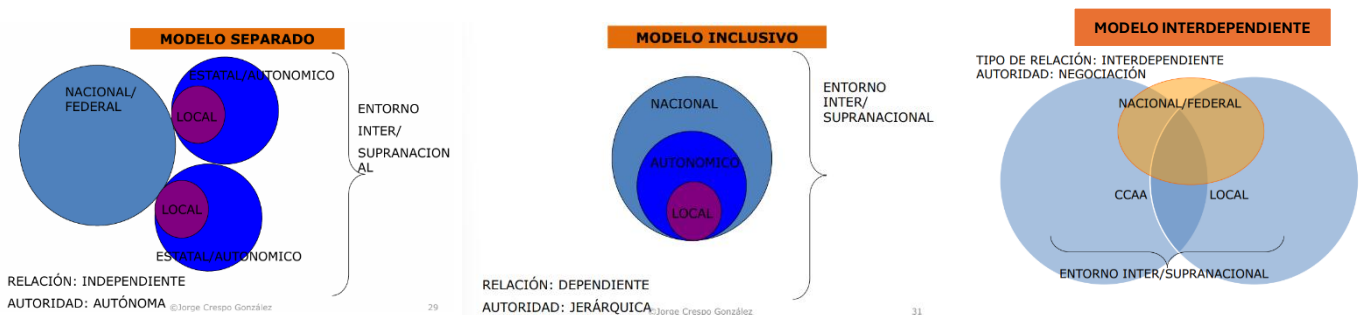 MODELO SEPARADO
NACIONAL/
FEDERAL
ESTATAL/AUTONOMICO
LOCAL
LOCAL
ESTATAL/AUTONOMICO
ENTORNO
INTER/
SUPRANACION
AL
RELACIÓN: INDEPENDIENTE
AUTORIDAD: AUTÓNOMA
©Jorge Crespo González
29
MODELO INCLUSIVO
NACIONAL
AUTONOMICO
LOCAL
ENTORNO
INTER/
SUPRANACIONAL
RELACIÓN: DEPENDIENTE
AUTORIDAD: JERÁRQUICA
©Jorge Crespo González
31
MODELO INTERDEPENDIENTE
TIPO DE RELACIÓN: INTERDEPENDIENTE
AUTORIDAD: NEGOCIACIÓN
NACIONAL/FEDERAL
CCAA
LOCAL
ENTORNO INTER/SUPRANACIONAL